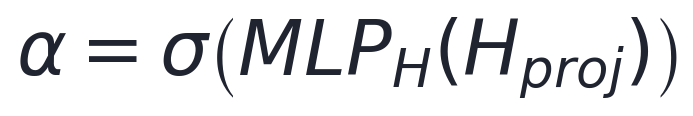 α = σ(MLP_H(H_proj))